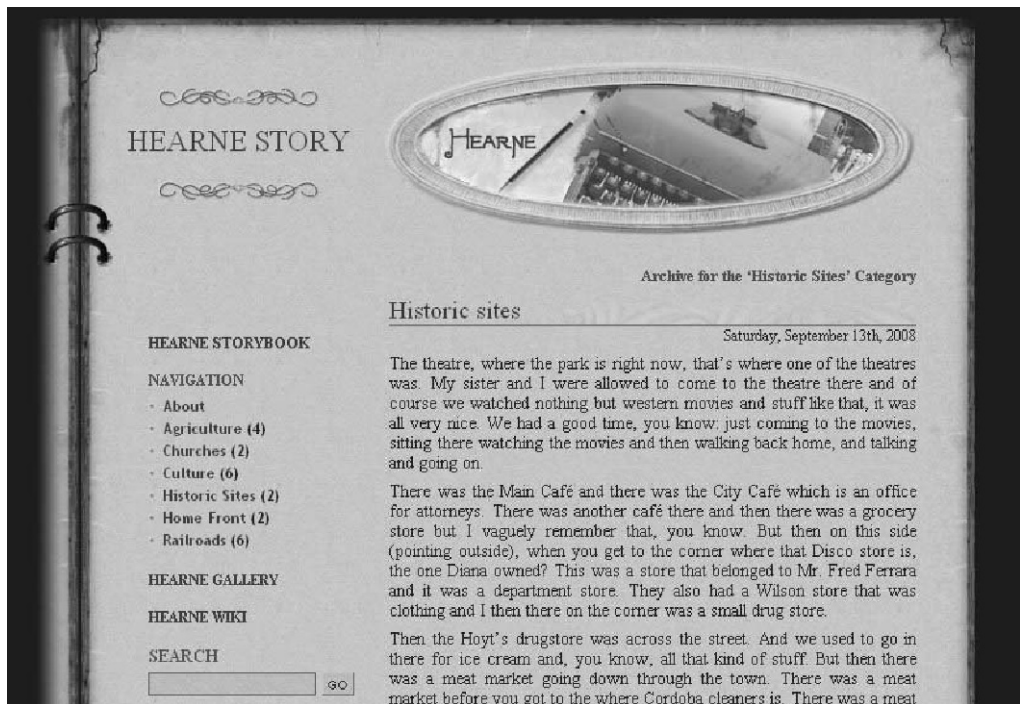 HEARNE STORY
HEARNE
Archive for the ‘Historic Sites’ Category
Historic sites
Saturday, September 13th, 2008
The theatre, where the park is right now, that’s where one of the theatres
was. My sister and I were allowed to come to the theatre there and of
course we watched nothing but western movies and stuff like that, it was
all very nice. We had a good time, you know: just coming to the movies,
sitting there watching the movies and then walking back home, and talking
and going on.
There was the Main Café and there was the City Café which is an office
for attorneys. There was another café there and then there was a grocery
store but I vaguely remember that, you know. But then on this side
(pointing outside), when you get to the corner where that Disco store is,
the one Diana owned? This was a store that belonged to Mr. Fred Ferrara
and it was a department store. They also had a Wilson store that was
clothing and I then there on the corner was a small drug store.
Then the Hoyt’s drugstore was across the street. And we used to go in
there for ice cream and, you know, all that kind of stuff. But then there
was a meat market going down through the town. There was a meat
market before you got to the where Cordoba cleaners is. There was a meat
HEARNE STORYBOOK
NAVIGATION
About
Agriculture (4)
Churches (2)
Culture (6)
Historic Sites (2)
Home Front (2)
Railroads (6)
HEARNE GALLERY
HEARNE WIKI
SEARCH
GO